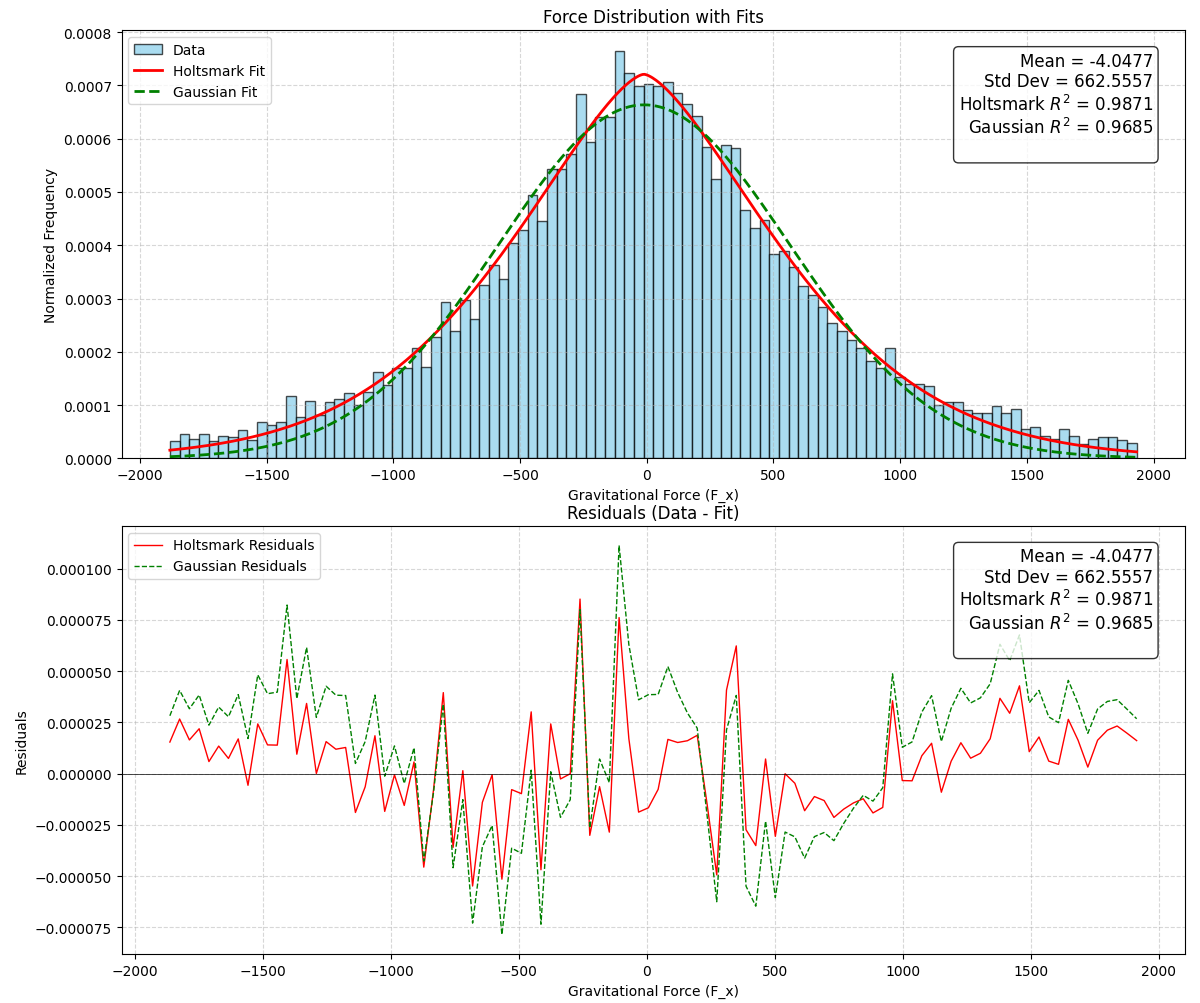 Force Distribution with Fits
Data
Holtsmark Fit
Gaussian Fit
Mean = -4.0477
Std Dev = 662.5557
Holtsmark R² = 0.9871
Gaussian R² = 0.9685
Normalized Frequency
0.0008
0.0007
0.0006
0.0005
0.0004
0.0003
0.0002
0.0001
0.0000
−2000 −1500 −1000 −500 0 500 1000 1500 2000
Gravitational Force (F_x)
Residuals (Data - Fit)
Holtsmark Residuals
Gaussian Residuals
Mean = -4.0477
Std Dev = 662.5557
Holtsmark R² = 0.9871
Gaussian R² = 0.9685
Residuals
0.000100
0.000075
0.000050
0.000025
0.000000
−0.000025
−0.000050
−0.000075
−2000 −1500 −1000 −500 0 500 1000 1500 2000
Gravitational Force (F_x)